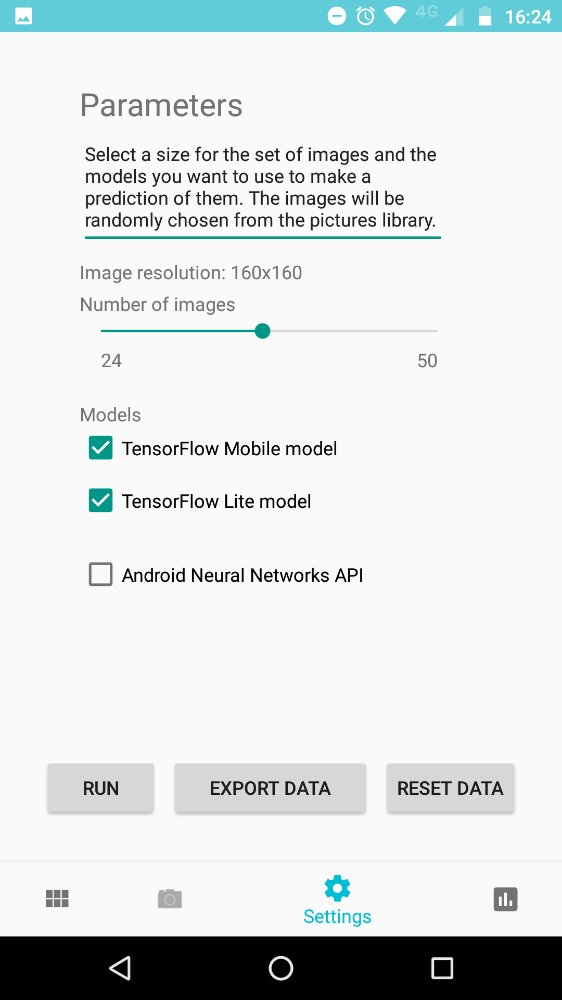 4G 16:24
Parameters
Select a size for the set of images and the
models you want to use to make a
prediction of them. The images will be
randomly chosen from the pictures library.
Image resolution: 160x160
Number of images
24 50
Models
TensorFlow Mobile model
TensorFlow Lite model
Android Neural Networks API
RUN EXPORT DATA RESET DATA
Settings